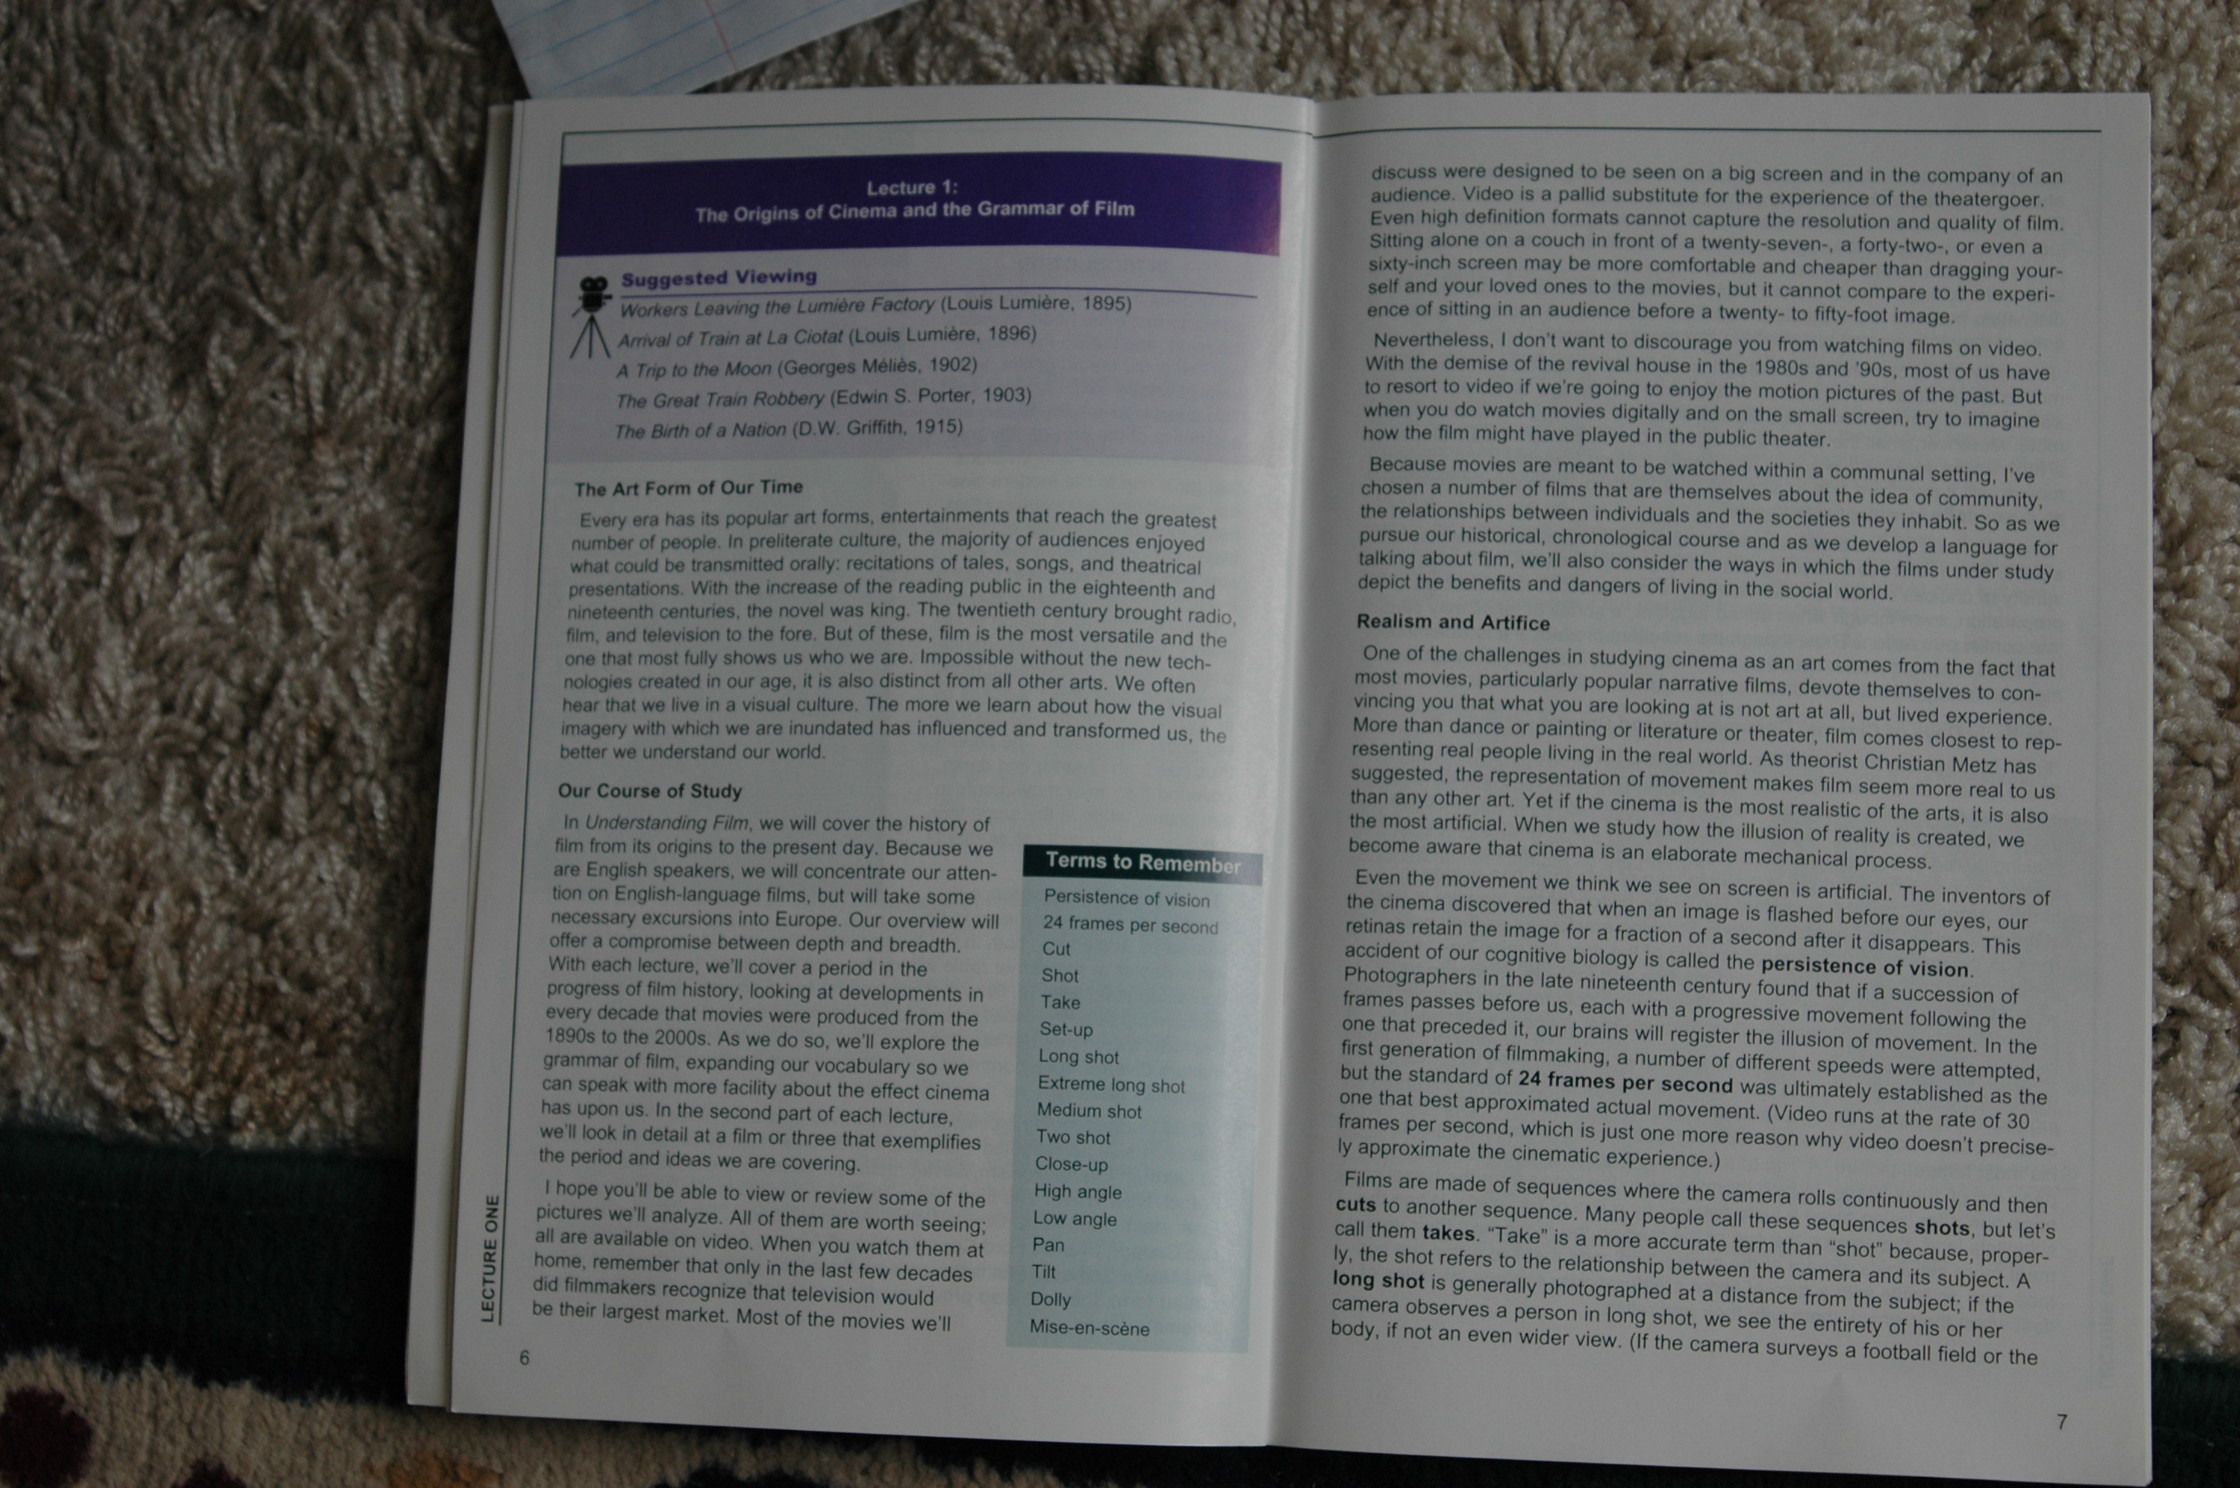 Lecture 1:
The Origins of Cinema and the Grammar of Film
Suggested Viewing
Workers Leaving the Lumière Factory (Louis Lumière, 1895)
Arrival of Train at La Ciotat (Louis Lumière, 1896)
A Trip to the Moon (Georges Méliès, 1902)
The Great Train Robbery (Edwin S. Porter, 1903)
The Birth of a Nation (D.W. Griffith, 1915)
The Art Form of Our Time
Every era has its popular art forms, entertainments that reach the greatest
number of people. In preliterate culture, the majority of audiences enjoyed
what could be transmitted orally: recitations of tales, songs, and theatrical
presentations. With the increase of the reading public in the eighteenth and
nineteenth centuries, the novel was king. The twentieth century brought radio,
film, and television to the fore. But of these, film is the most versatile and the
one that most fully shows us who we are. Impossible without the new tech-
nologies created in our age, it is also distinct from all other arts. We often
hear that we live in a visual culture. The more we learn about how the visual
imagery with which we are inundated has influenced and transformed us, the
better we understand our world.
Our Course of Study
In Understanding Film, we will cover the history of
film from its origins to the present day. Because we
are English speakers, we will concentrate our atten-
tion on English-language films, but will take some
necessary excursions into Europe. Our overview will
offer a compromise between depth and breadth.
With each lecture, we'll cover a period in the
progress of film history, looking at developments in
every decade that movies were produced from the
1890s to the 2000s. As we do so, we'll explore the
grammar of film, expanding our vocabulary so we
can speak with more facility about the effect cinema
has upon us. In the second part of each lecture,
we'll look in detail at a film or three that exemplifies
the period and ideas we are covering.
I hope you'll be able to view or review some of the
pictures we'll analyze. All of them are worth seeing;
all are available on video. When you watch them at
home, remember that only in the last few decades
did filmmakers recognize that television would
be their largest market. Most of the movies we'll
Terms to Remember
Persistence of vision
24 frames per second
Cut
Shot
Take
Set-up
Long shot
Extreme long shot
Medium shot
Two shot
Close-up
High angle
Low angle
Pan
Tilt
Dolly
Mise-en-scène
LECTURE ONE
6
discuss were designed to be seen on a big screen and in the company of an
audience. Video is a pallid substitute for the experience of the theatergoer.
Even high definition formats cannot capture the resolution and quality of film.
Sitting alone on a couch in front of a twenty-seven-, a forty-two-, or even a
sixty-inch screen may be more comfortable and cheaper than dragging your-
self and your loved ones to the movies, but it cannot compare to the experi-
ence of sitting in an audience before a twenty- to fifty-foot image.
Nevertheless, I don't want to discourage you from watching films on video.
With the demise of the revival house in the 1980s and '90s, most of us have
to resort to video if we're going to enjoy the motion pictures of the past. But
when you do watch movies digitally and on the small screen, try to imagine
how the film might have played in the public theater.
Because movies are meant to be watched within a communal setting, I've
chosen a number of films that are themselves about the idea of community,
the relationships between individuals and the societies they inhabit. So as we
pursue our historical, chronological course and as we develop a language for
talking about film, we'll also consider the ways in which the films under study
depict the benefits and dangers of living in the social world.
Realism and Artifice
One of the challenges in studying cinema as an art comes from the fact that
most movies, particularly popular narrative films, devote themselves to con-
vincing you that what you are looking at is not art at all, but lived experience.
More than dance or painting or literature or theater, film comes closest to rep-
resenting real people living in the real world. As theorist Christian Metz has
suggested, the representation of movement makes film seem more real to us
than any other art. Yet if the cinema is the most realistic of the arts, it is also
the most artificial. When we study how the illusion of reality is created, we
become aware that cinema is an elaborate mechanical process.
Even the movement we think we see on screen is artificial. The inventors of
the cinema discovered that when an image is flashed before our eyes, our
retinas retain the image for a fraction of a second after it disappears. This
accident of our cognitive biology is called the persistence of vision.
Photographers in the late nineteenth century found that if a succession of
frames passes before us, each with a progressive movement following the
one that preceded it, our brains will register the illusion of movement. In the
first generation of filmmaking, a number of different speeds were attempted,
but the standard of 24 frames per second was ultimately established as the
one that best approximated actual movement. (Video runs at the rate of 30
frames per second, which is just one more reason why video doesn't precise-
ly approximate the cinematic experience.)
Films are made of sequences where the camera rolls continuously and then
cuts to another sequence. Many people call these sequences shots, but let's
call them takes. "Take" is a more accurate term than "shot" because, proper-
ly, the shot refers to the relationship between the camera and its subject. A
long shot is generally photographed at a distance from the subject; if the
camera observes a person in long shot, we see the entirety of his or her
body, if not an even wider view. (If the camera surveys a football field or the
7